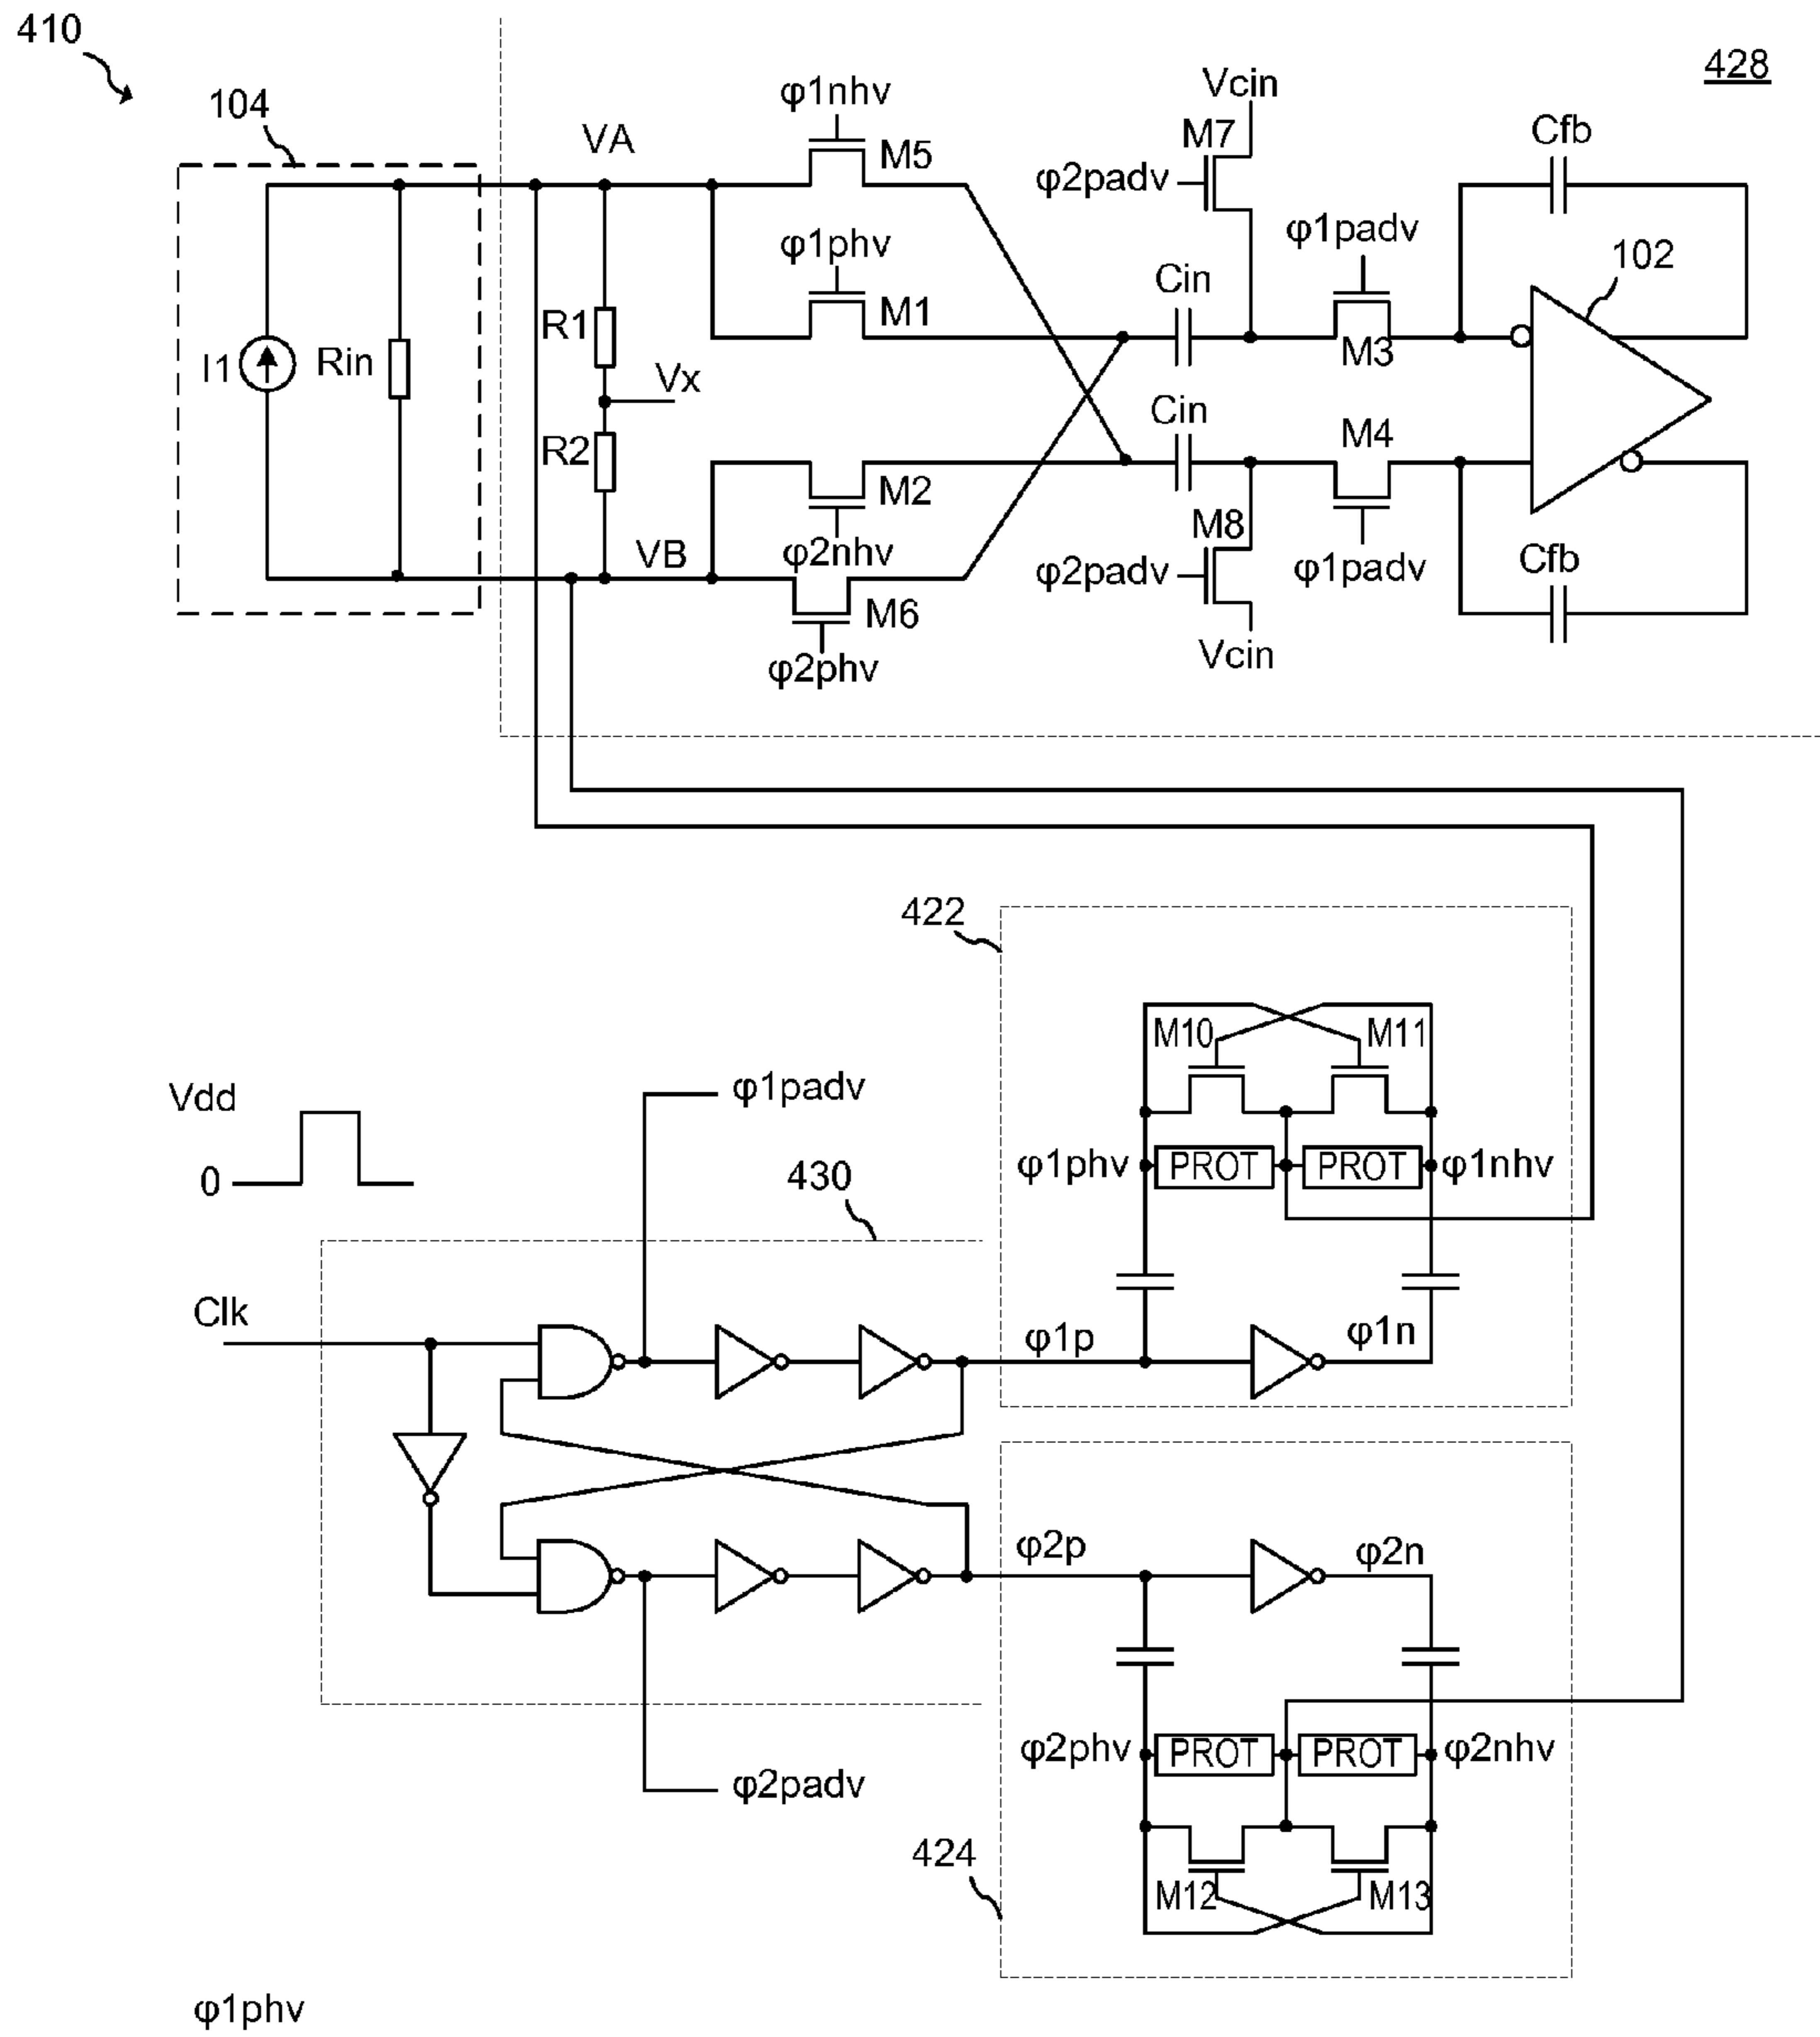 410
428
104
φ1nhv
Vcin
VA
M5
M7
Cfb
φ2padv
φ1phv
φ1padv
102
Cin
M1
R1
M3
I1
Rin
Vx
Cin
M4
R2
M2
M8
VB
φ2nhv
φ2padv
φ1padv
Cfb
M6
Vcin
φ2phv
422
M10
M11
Vdd
φ1padv
0
430
φ1phv
PROT
PROT
φ1nhv
Clk
φ1p
φ1n
φ2p
φ2n
φ2phv
PROT
PROT
φ2nhv
φ2padv
424
M12
M13
φ1phv